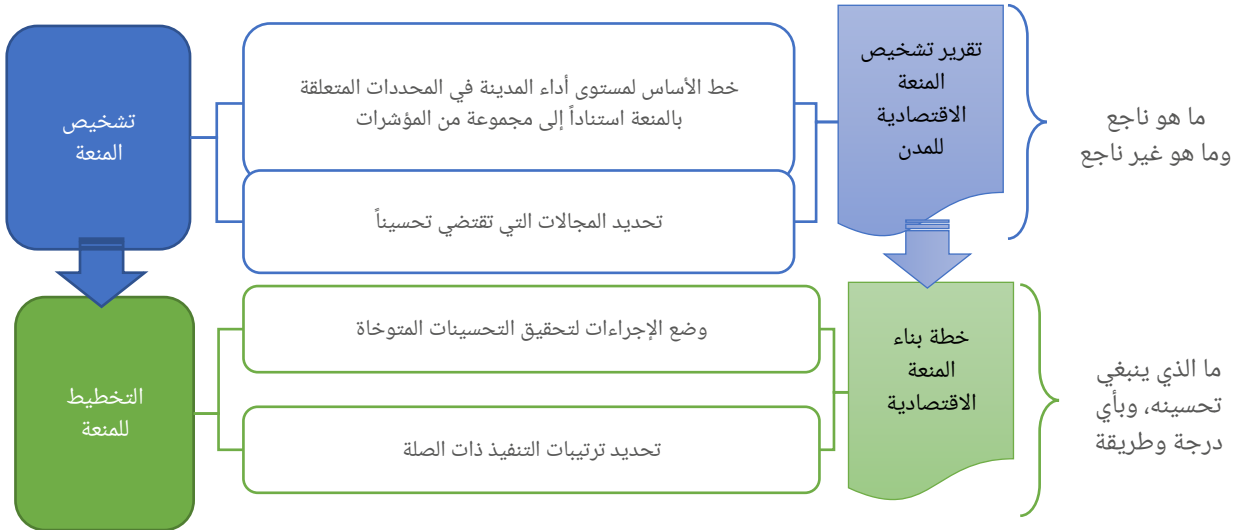 ما هو ناجع
وما هو غير ناجع
تقرير تشخيص
المنعة
الاقتصادية
للمدن
خط الأساس لمستوى أداء المدينة في المحددات المتعلقة
بالمنعة استناداً إلى مجموعة من المؤشرات
تحديد المجالات التي تقتضي تحسيناً
تشخيص
المنعة
ما الذي ينبغي
تحسينه، وبأي
درجة وطريقة
خطة بناء
المنعة
الاقتصادية
وضع الإجراءات لتحقيق التحسينات المتوخاة
تحديد ترتيبات التنفيذ ذات الصلة
التخطيط
للمنعة